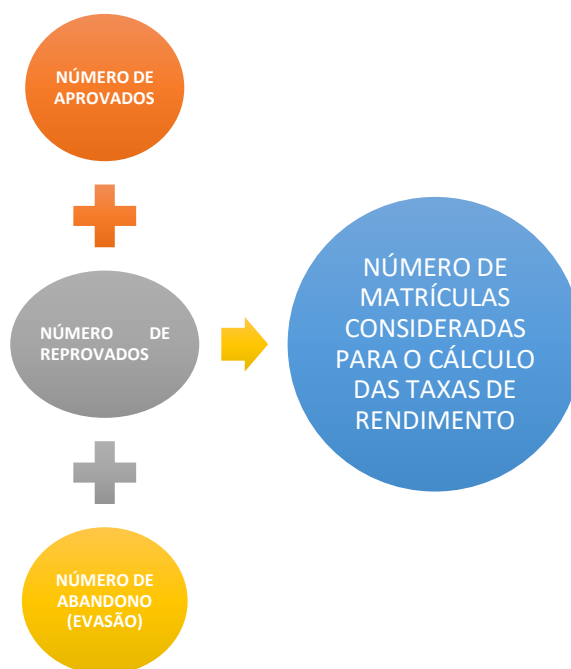 NÚMERO DE
APROVADOS
NÚMERO DE
REPROVADOS
NÚMERO DE
MATRÍCULAS
CONSIDERADAS
PARA O CÁLCULO
DAS TAXAS DE
RENDIMENTO
NÚMERO DE
ABANDONO
(EVASÃO)